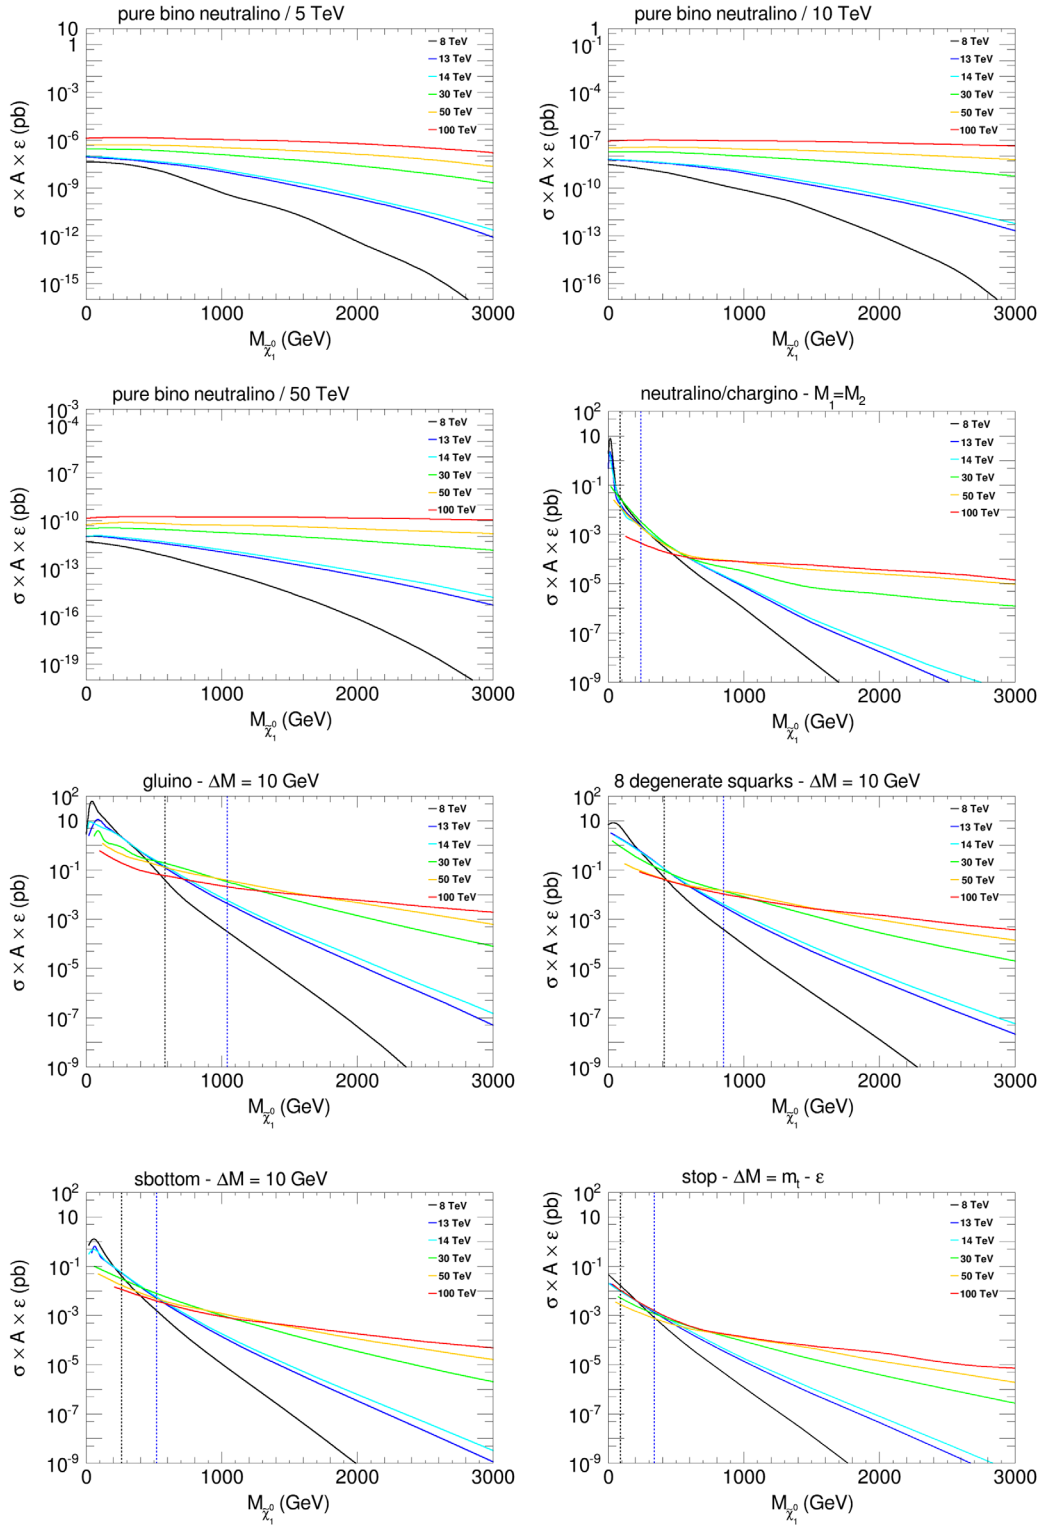 pure bino neutralino / 5 TeV
σ × A × ε (pb)
10
1
10⁻³
10⁻⁶
10⁻⁹
10⁻¹²
10⁻¹⁵
8 TeV
13 TeV
14 TeV
30 TeV
50 TeV
100 TeV
0 1000 2000 3000
M_χ̃₁⁰ (GeV)
pure bino neutralino / 10 TeV
σ × A × ε (pb)
1
10⁻¹
10⁻⁴
10⁻⁷
10⁻¹⁰
10⁻¹³
10⁻¹⁶
8 TeV
13 TeV
14 TeV
30 TeV
50 TeV
100 TeV
0 1000 2000 3000
M_χ̃₁⁰ (GeV)
pure bino neutralino / 50 TeV
σ × A × ε (pb)
10⁻³
10⁻⁴
10⁻⁷
10⁻¹⁰
10⁻¹³
10⁻¹⁶
10⁻¹⁹
8 TeV
13 TeV
14 TeV
30 TeV
50 TeV
100 TeV
0 1000 2000 3000
M_χ̃₁⁰ (GeV)
neutralino/chargino - M₁=M₂
σ × A × ε (pb)
10²
10
10⁻¹
10⁻³
10⁻⁵
10⁻⁷
10⁻⁹
8 TeV
13 TeV
14 TeV
30 TeV
50 TeV
100 TeV
0 1000 2000 3000
M_χ̃₁⁰ (GeV)
gluino - ΔM = 10 GeV
σ × A × ε (pb)
10²
10
10⁻¹
10⁻³
10⁻⁵
10⁻⁷
10⁻⁹
8 TeV
13 TeV
14 TeV
30 TeV
50 TeV
100 TeV
0 1000 2000 3000
M_χ̃₁⁰ (GeV)
8 degenerate squarks - ΔM = 10 GeV
σ × A × ε (pb)
10²
10
10⁻¹
10⁻³
10⁻⁵
10⁻⁷
10⁻⁹
8 TeV
13 TeV
14 TeV
30 TeV
50 TeV
100 TeV
0 1000 2000 3000
M_χ̃₁⁰ (GeV)
sbottom - ΔM = 10 GeV
σ × A × ε (pb)
10²
10
10⁻¹
10⁻³
10⁻⁵
10⁻⁷
10⁻⁹
8 TeV
13 TeV
14 TeV
30 TeV
50 TeV
100 TeV
0 1000 2000 3000
M_χ̃₁⁰ (GeV)
stop - ΔM = mₜ - ε
σ × A × ε (pb)
10²
10
10⁻¹
10⁻³
10⁻⁵
10⁻⁷
10⁻⁹
8 TeV
13 TeV
14 TeV
30 TeV
50 TeV
100 TeV
0 1000 2000 3000
M_χ̃₁⁰ (GeV)